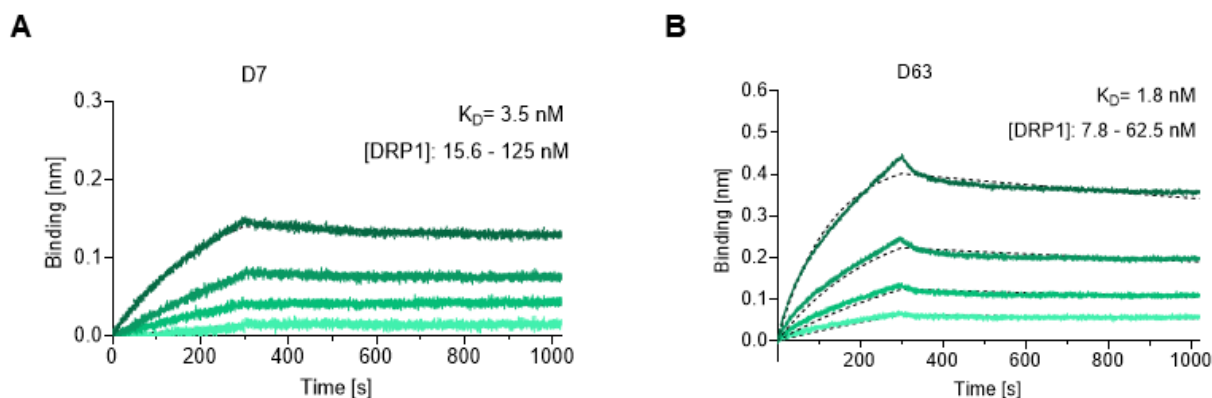 A
D7
K_D= 3.5 nM
[DRP1]: 15.6 - 125 nM
Binding [nm]
0.3
0.2
0.1
0.0
0 200 400 600 800 1000
Time [s]
B
D63
K_D= 1.8 nM
[DRP1]: 7.8 - 62.5 nM
Binding [nm]
0.6
0.5
0.4
0.3
0.2
0.1
0.0
200 400 600 800 1000
Time [s]